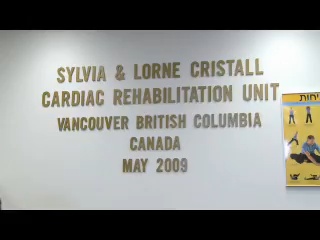 SYLVIA & LORNE CRISTALL
CARDIAC REHABILITATION UNIT
VANCOUVER BRITISH COLUMBIA
CANADA
MAY 2009